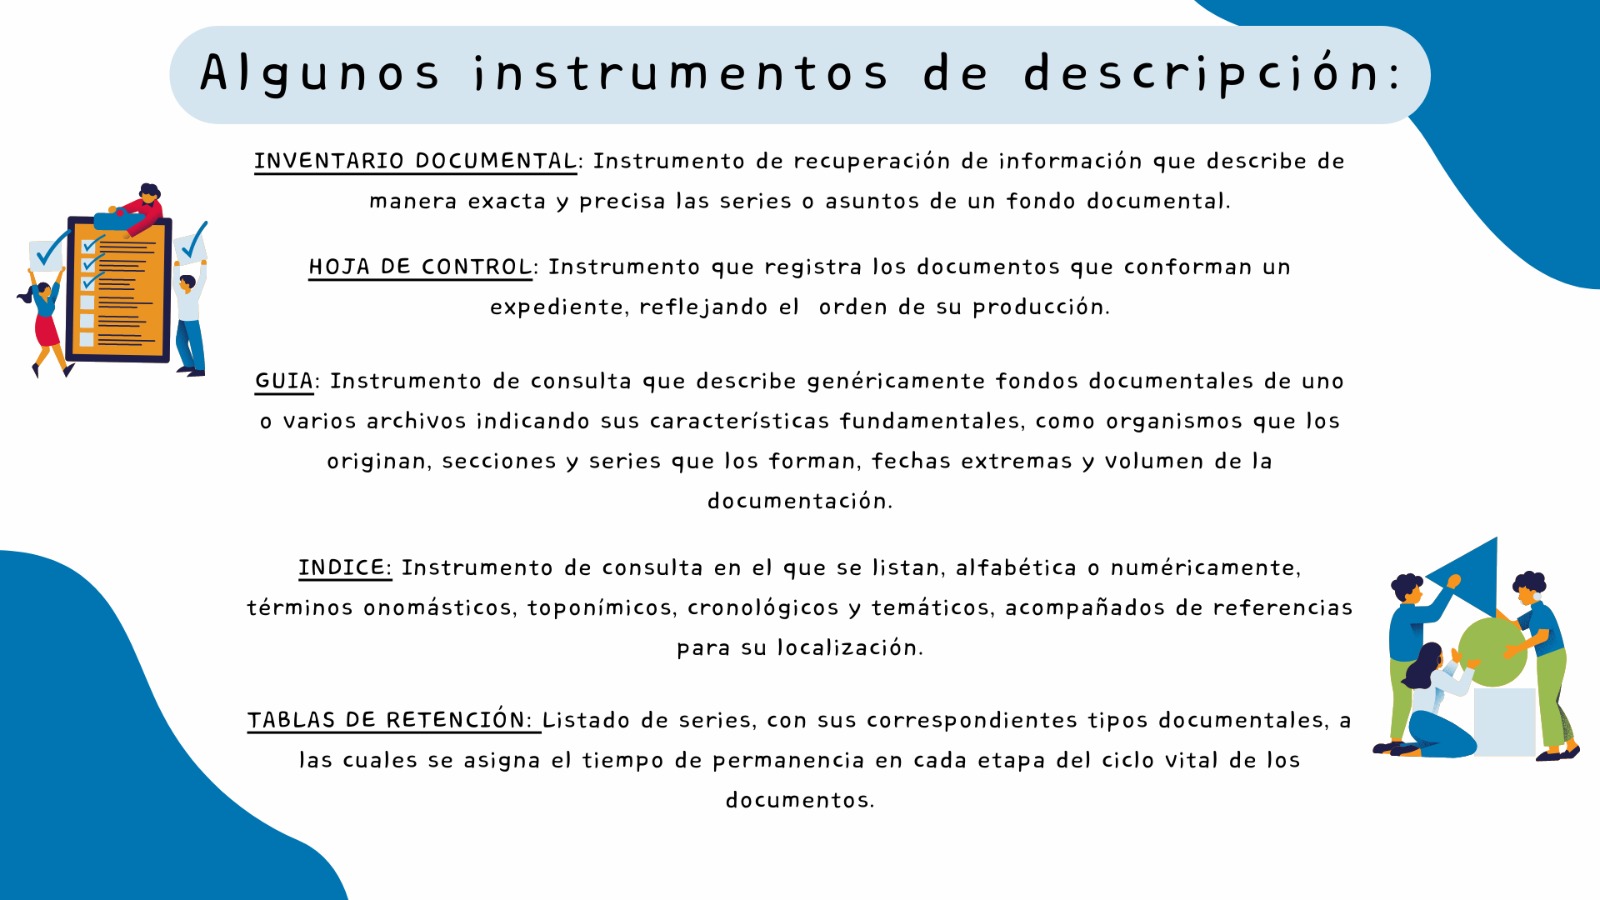 Algunos instrumentos de descripción:
INVENTARIO DOCUMENTAL: Instrumento de recuperación de información que describe de
manera exacta y precisa las series o asuntos de un fondo documental.
HOJA DE CONTROL: Instrumento que registra los documentos que conforman un
expediente, reflejando el  orden de su producción.
GUIA: Instrumento de consulta que describe genéricamente fondos documentales de uno
o varios archivos indicando sus características fundamentales, como organismos que los
originan, secciones y series que los forman, fechas extremas y volumen de la
documentación.
INDICE: Instrumento de consulta en el que se listan, alfabética o numéricamente,
términos onomásticos, toponímicos, cronológicos y temáticos, acompañados de referencias
para su localización.
TABLAS DE RETENCIÓN: Listado de series, con sus correspondientes tipos documentales, a
las cuales se asigna el tiempo de permanencia en cada etapa del ciclo vital de los
documentos.